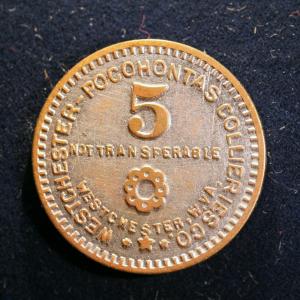 WESTCHESTER-POCOHONTAS COLLIERIES CO.
5
NOT TRANSFERABLE
WESTCHESTER W.VA.